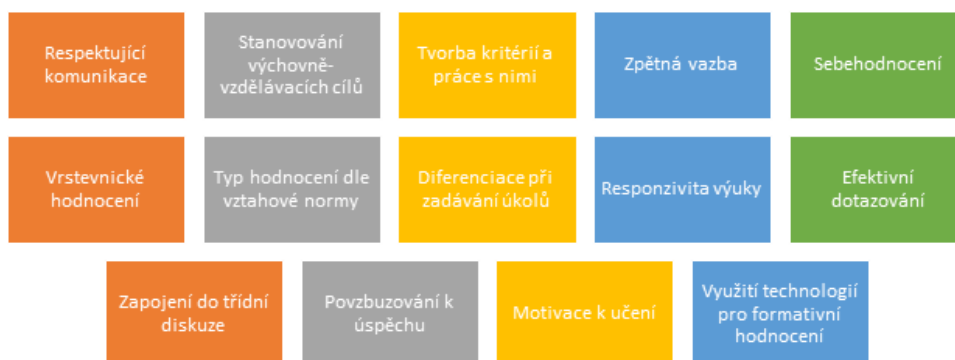 Respektující
komunikace
Stanovování
výchovně-
vzdělávacích cílů
Tvorba kritérií a
práce s nimi
Zpětná vazba
Sebehodnocení
Vrstevnické
hodnocení
Typ hodnocení dle
vztahové normy
Diferenciace při
zadávání úkolů
Responzivita výuky
Efektivní
dotazování
Zapojení do třídní
diskuze
Povzbuzování k
úspěchu
Motivace k učení
Využití technologií
pro formativní
hodnocení